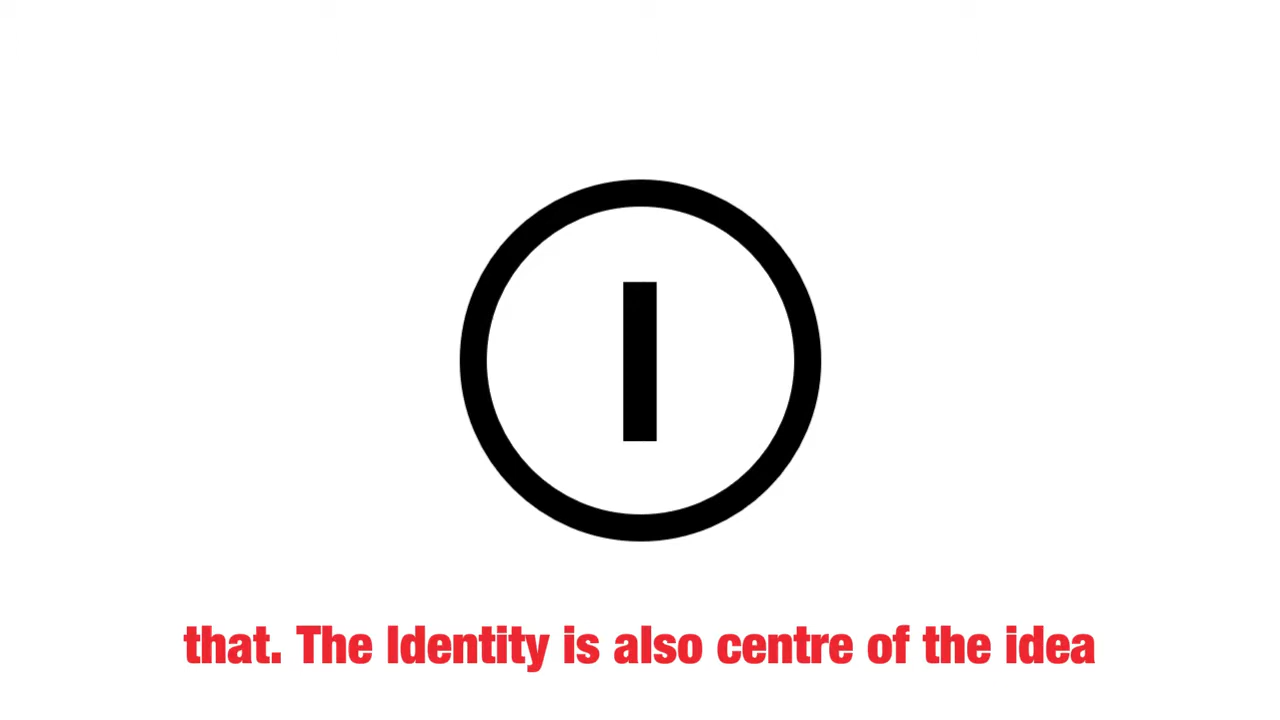 I
that. The Identity is also centre of the idea